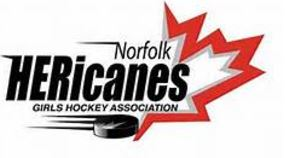 Norfolk
HERicanes
GIRLS HOCKEY ASSOCIATION